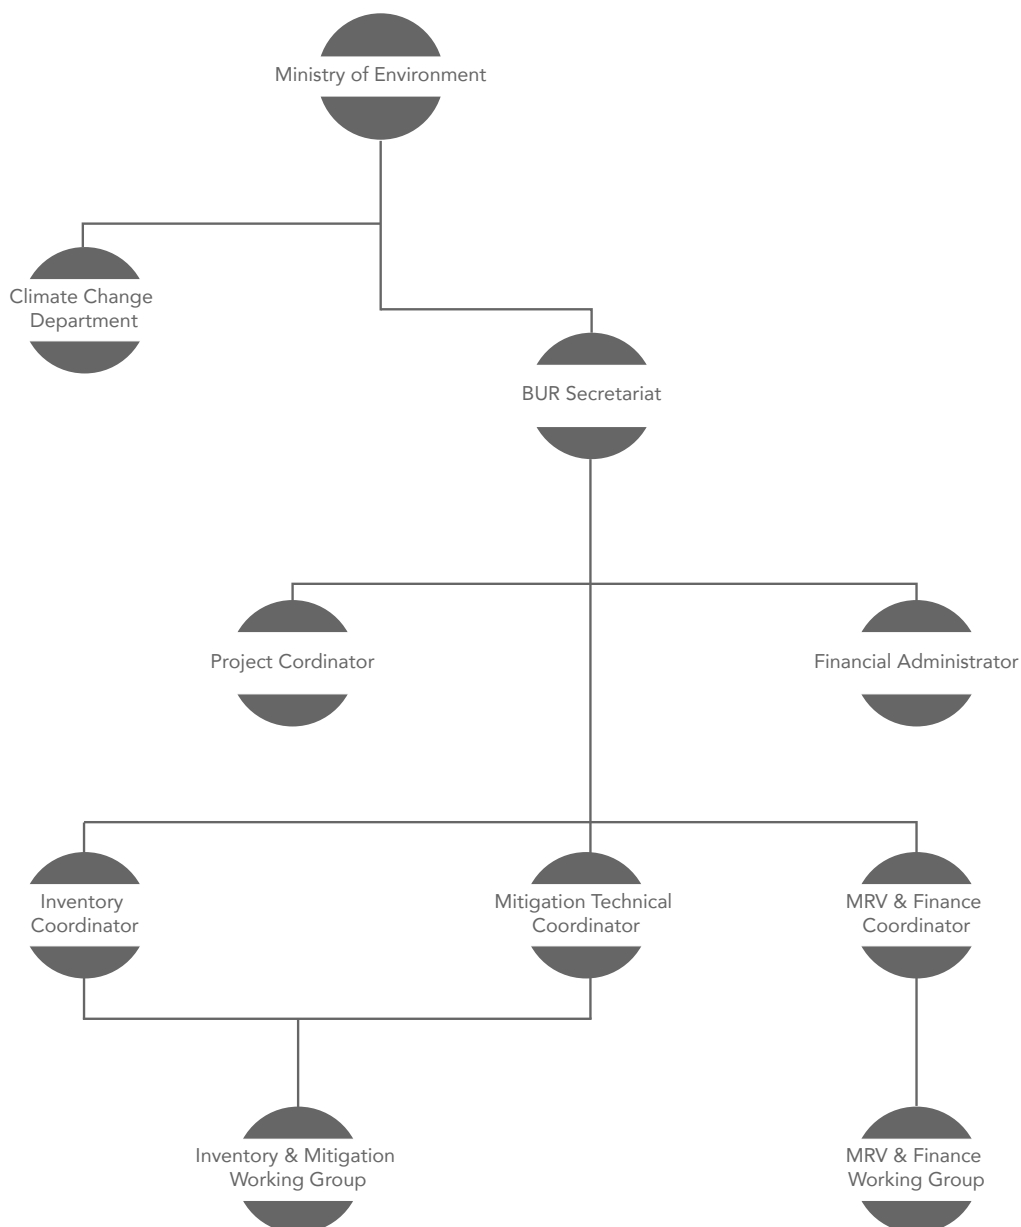 Ministry of Environment
Climate Change
Department
BUR Secretariat
Project Cordinator
Financial Administrator
Inventory
Coordinator
Mitigation Technical
Coordinator
MRV & Finance
Coordinator
Inventory & Mitigation
Working Group
MRV & Finance
Working Group